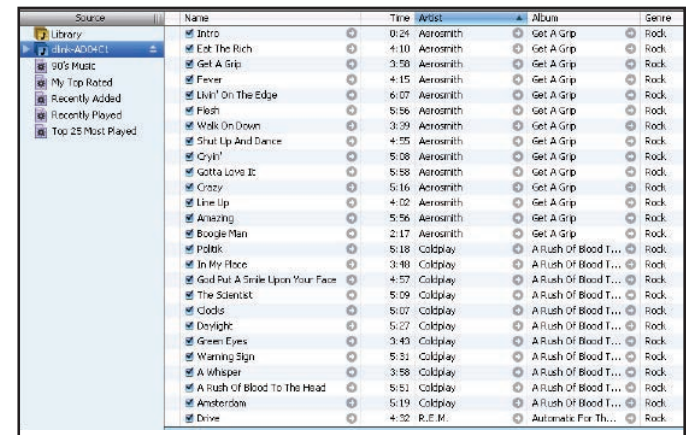 Source Name Time Artist Album Genre
Library Intro 0:24 Aerosmith Get A Grip Rock
dlink-AD04C1 Eat The Rich 4:10 Aerosmith Get A Grip Rock
90's Music Get A Grip 3:58 Aerosmith Get A Grip Rock
My Top Rated Fever 4:15 Aerosmith Get A Grip Rock
Recently Added Livin' On The Edge 6:07 Aerosmith Get A Grip Rock
Recently Played Flesh 5:56 Aerosmith Get A Grip Rock
Top 25 Most Played Walk On Down 3:39 Aerosmith Get A Grip Rock
Shut Up And Dance 4:55 Aerosmith Get A Grip Rock
Cryin' 5:08 Aerosmith Get A Grip Rock
Gotta Love It 5:58 Aerosmith Get A Grip Rock
Crazy 5:16 Aerosmith Get A Grip Rock
Line Up 4:02 Aerosmith Get A Grip Rock
Amazing 5:56 Aerosmith Get A Grip Rock
Boogie Man 2:17 Aerosmith Get A Grip Rock
Politik 5:18 Coldplay A Rush Of Blood T... Rock
In My Place 3:48 Coldplay A Rush Of Blood T... Rock
God Put A Smile Upon Your Face 4:57 Coldplay A Rush Of Blood T... Rock
The Scientist 5:09 Coldplay A Rush Of Blood T... Rock
Clocks 5:07 Coldplay A Rush Of Blood T... Rock
Daylight 5:27 Coldplay A Rush Of Blood T... Rock
Green Eyes 3:43 Coldplay A Rush Of Blood T... Rock
Warning Sign 5:31 Coldplay A Rush Of Blood T... Rock
A Whisper 3:58 Coldplay A Rush Of Blood T... Rock
A Rush Of Blood To The Head 5:51 Coldplay A Rush Of Blood T... Rock
Amsterdam 5:19 Coldplay A Rush Of Blood T... Rock
Drive 4:32 R.E.M. Automatic For Th... Rock